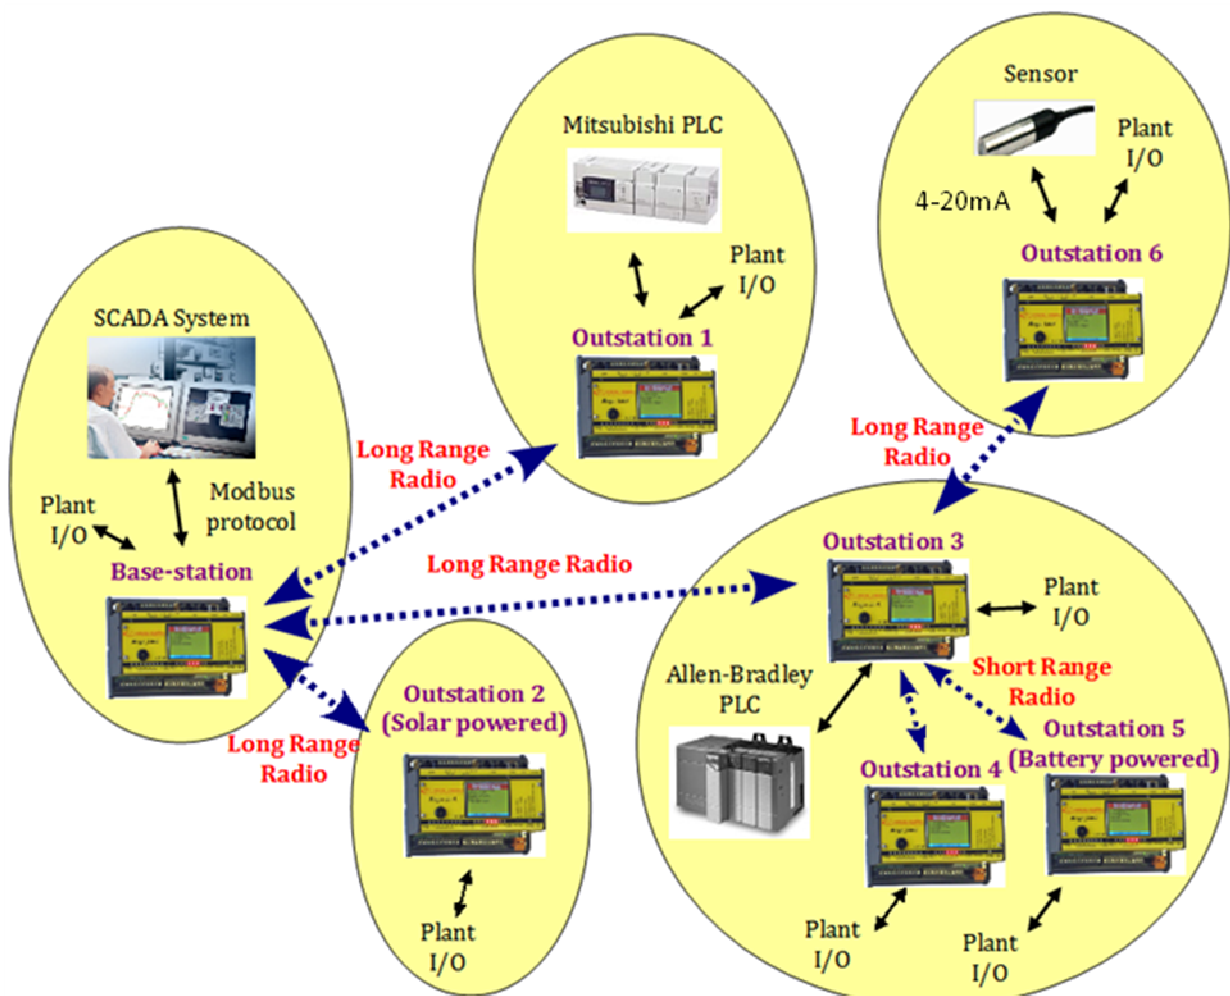 Sensor
Plant
I/O
4-20mA
Outstation 6
Mitsubishi PLC
Plant
I/O
Outstation 1
SCADA System
Modbus
protocol
Plant
I/O
Base-station
Long Range
Radio
Long Range
Radio
Long Range Radio
Outstation 3
Plant
I/O
Allen-Bradley
PLC
Short Range
Radio
Outstation 2
(Solar powered)
Long Range
Radio
Outstation 5
(Battery powered)
Outstation 4
Plant
I/O
Plant
I/O
Plant
I/O